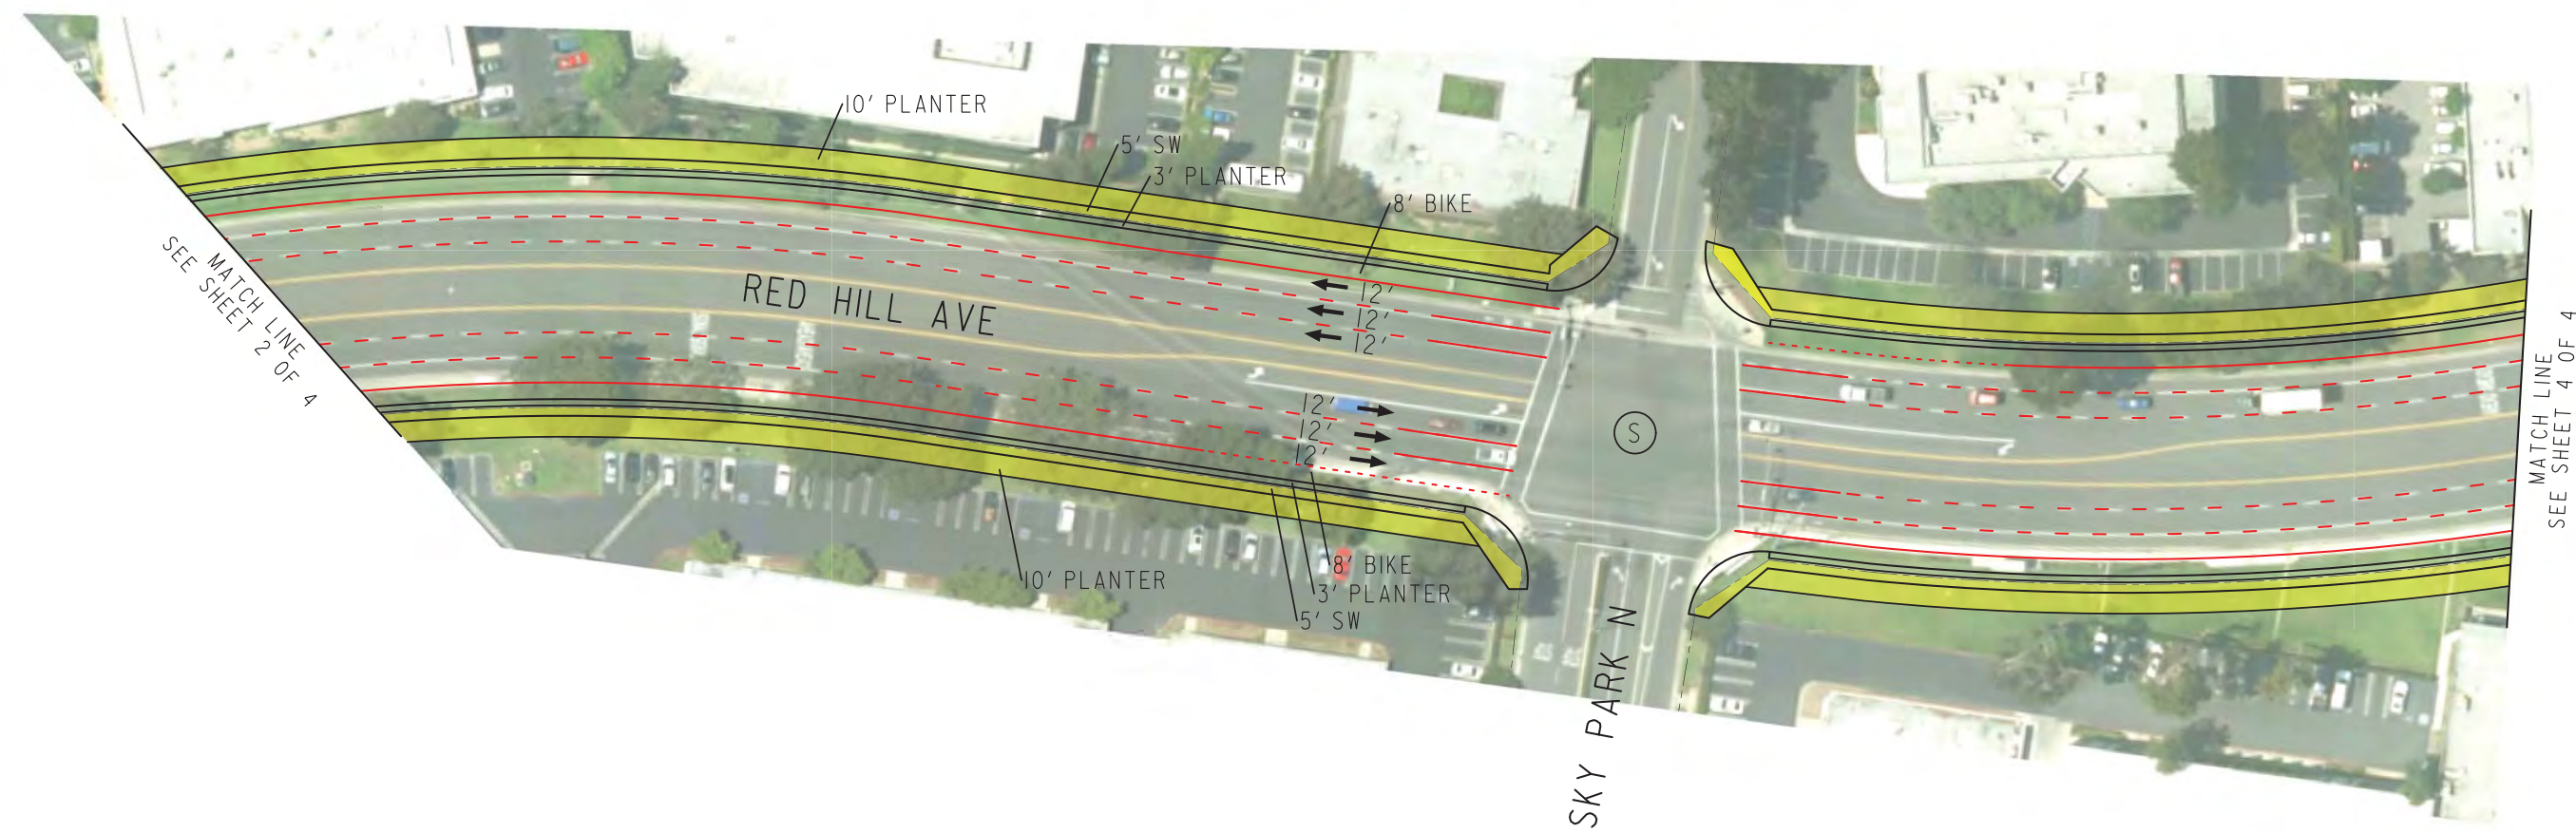 10' PLANTER
5' SW
3' PLANTER
8' BIKE
MATCH LINE
SEE SHEET 2 OF 4
RED HILL AVE
12'
12'
12'
12'
12'
12'
S
MATCH LINE
SEE SHEET 4 OF 4
10' PLANTER
8' BIKE
3' PLANTER
5' SW
SKY PARK N